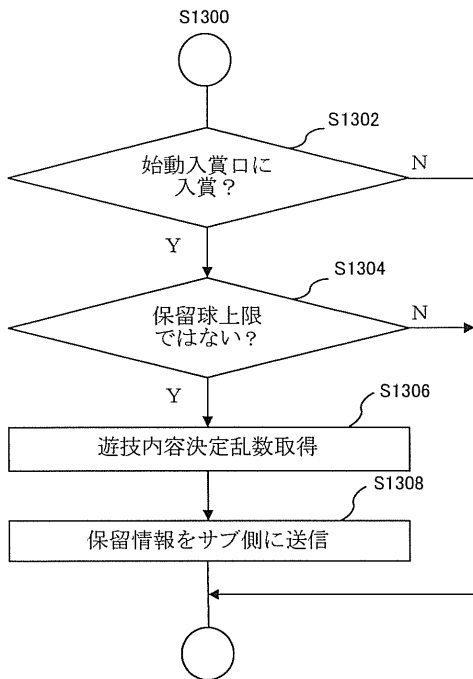 S1300
S1302
始動入賞口に
入賞？
N
Y
S1304
保留球上限
ではない？
N
Y
S1306
遊技内容決定乱数取得
S1308
保留情報をサブ側に送信